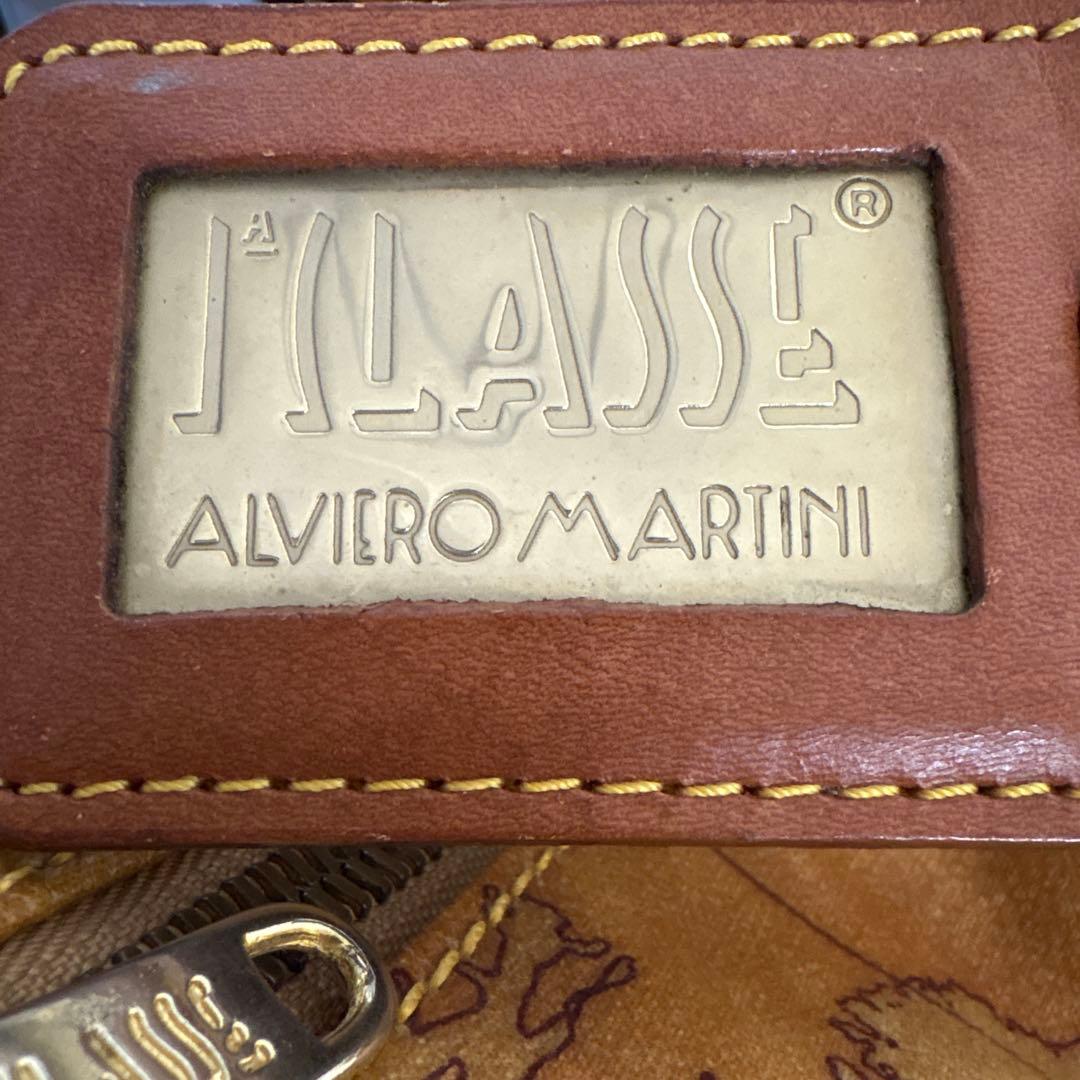 1ᴬ CLASSE ®
ALVIERO MARTINI